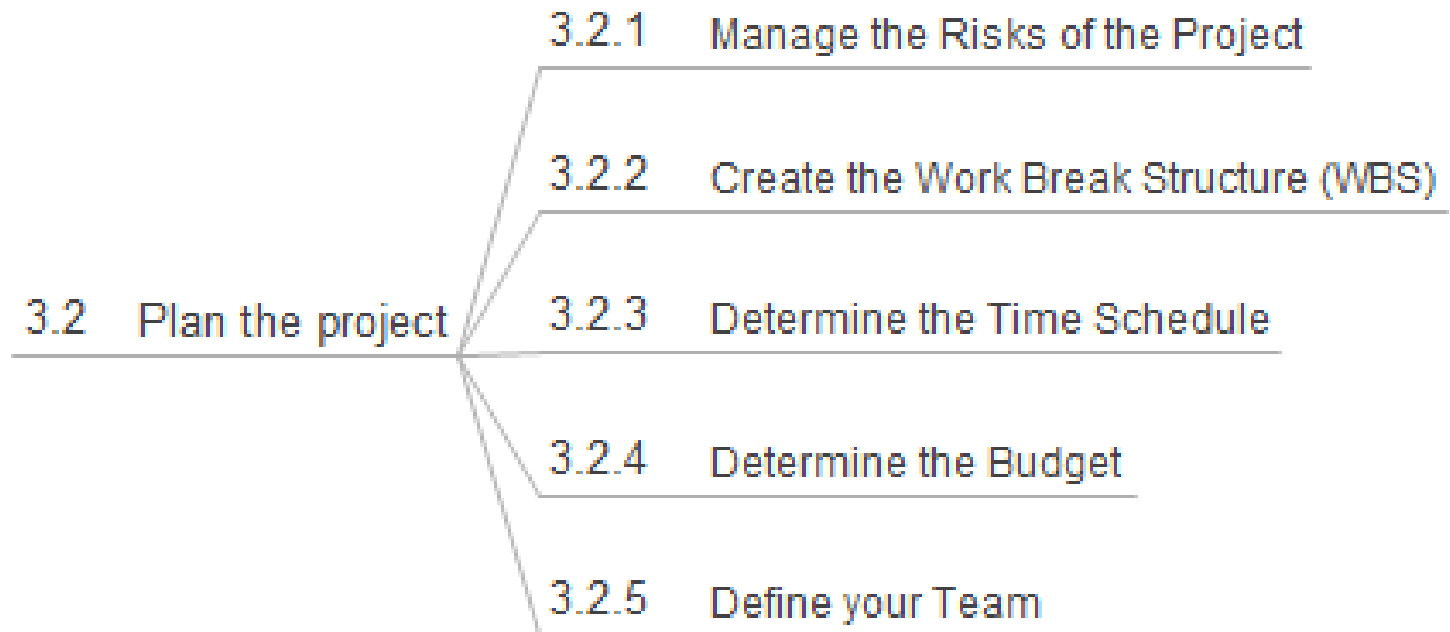 3.2.1 Manage the Risks of the Project
3.2.2 Create the Work Break Structure (WBS)
3.2 Plan the project
3.2.3 Determine the Time Schedule
3.2.4 Determine the Budget
3.2.5 Define your Team